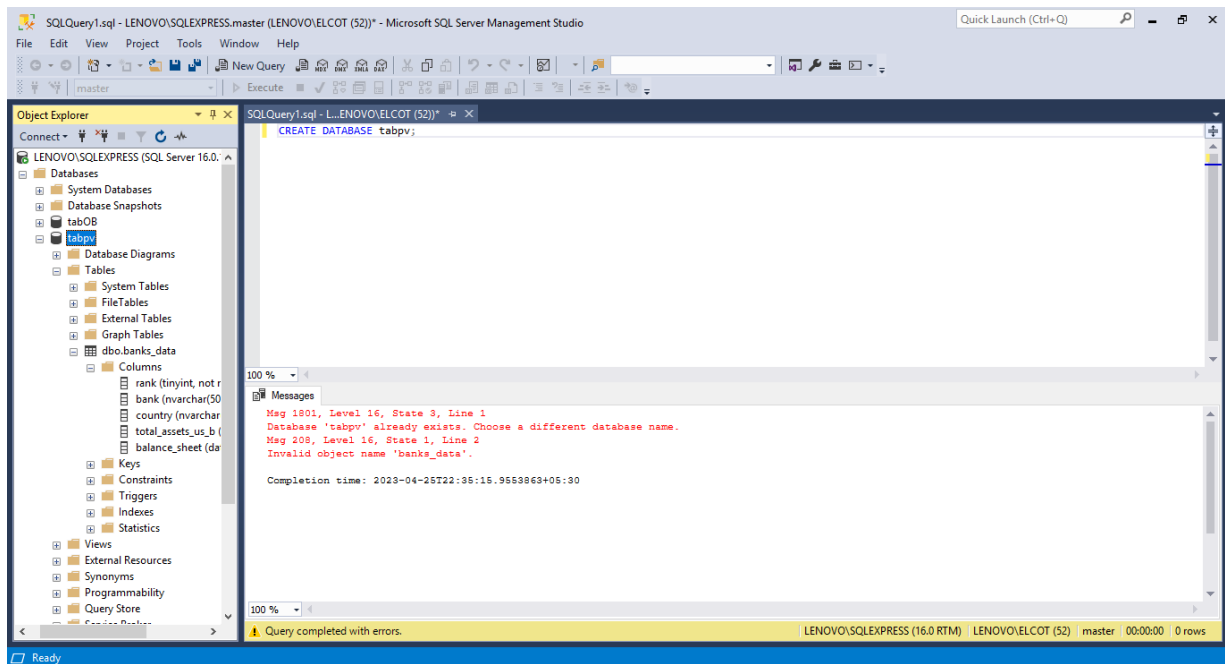 SQLQuery1.sql - LENOVO\SQLEXPRESS.master (LENOVO\ELCOT (52))* - Microsoft SQL Server Management Studio
Quick Launch (Ctrl+Q)
File Edit View Project Tools Window Help
New Query
MDX DMX XMLA DAX
master
Execute
Object Explorer
Connect
LENOVO\SQLEXPRESS (SQL Server 16.0.
Databases
System Databases
Database Snapshots
tabOB
tabpv
Database Diagrams
Tables
System Tables
FileTables
External Tables
Graph Tables
dbo.banks_data
Columns
rank (tinyint, not r
bank (nvarchar(50
country (nvarchar
total_assets_us_b (
balance_sheet (da
Keys
Constraints
Triggers
Indexes
Statistics
Views
External Resources
Synonyms
Programmability
Query Store
SQLQuery1.sql - L...ENOVO\ELCOT (52))*
CREATE DATABASE tabpv;
100 %
Messages
Msg 1801, Level 16, State 3, Line 1
Database 'tabpv' already exists. Choose a different database name.
Msg 208, Level 16, State 1, Line 2
Invalid object name 'banks_data'.
Completion time: 2023-04-25T22:35:15.9553863+05:30
100 %
Query completed with errors.
LENOVO\SQLEXPRESS (16.0 RTM) LENOVO\ELCOT (52) master 00:00:00 0 rows
Ready